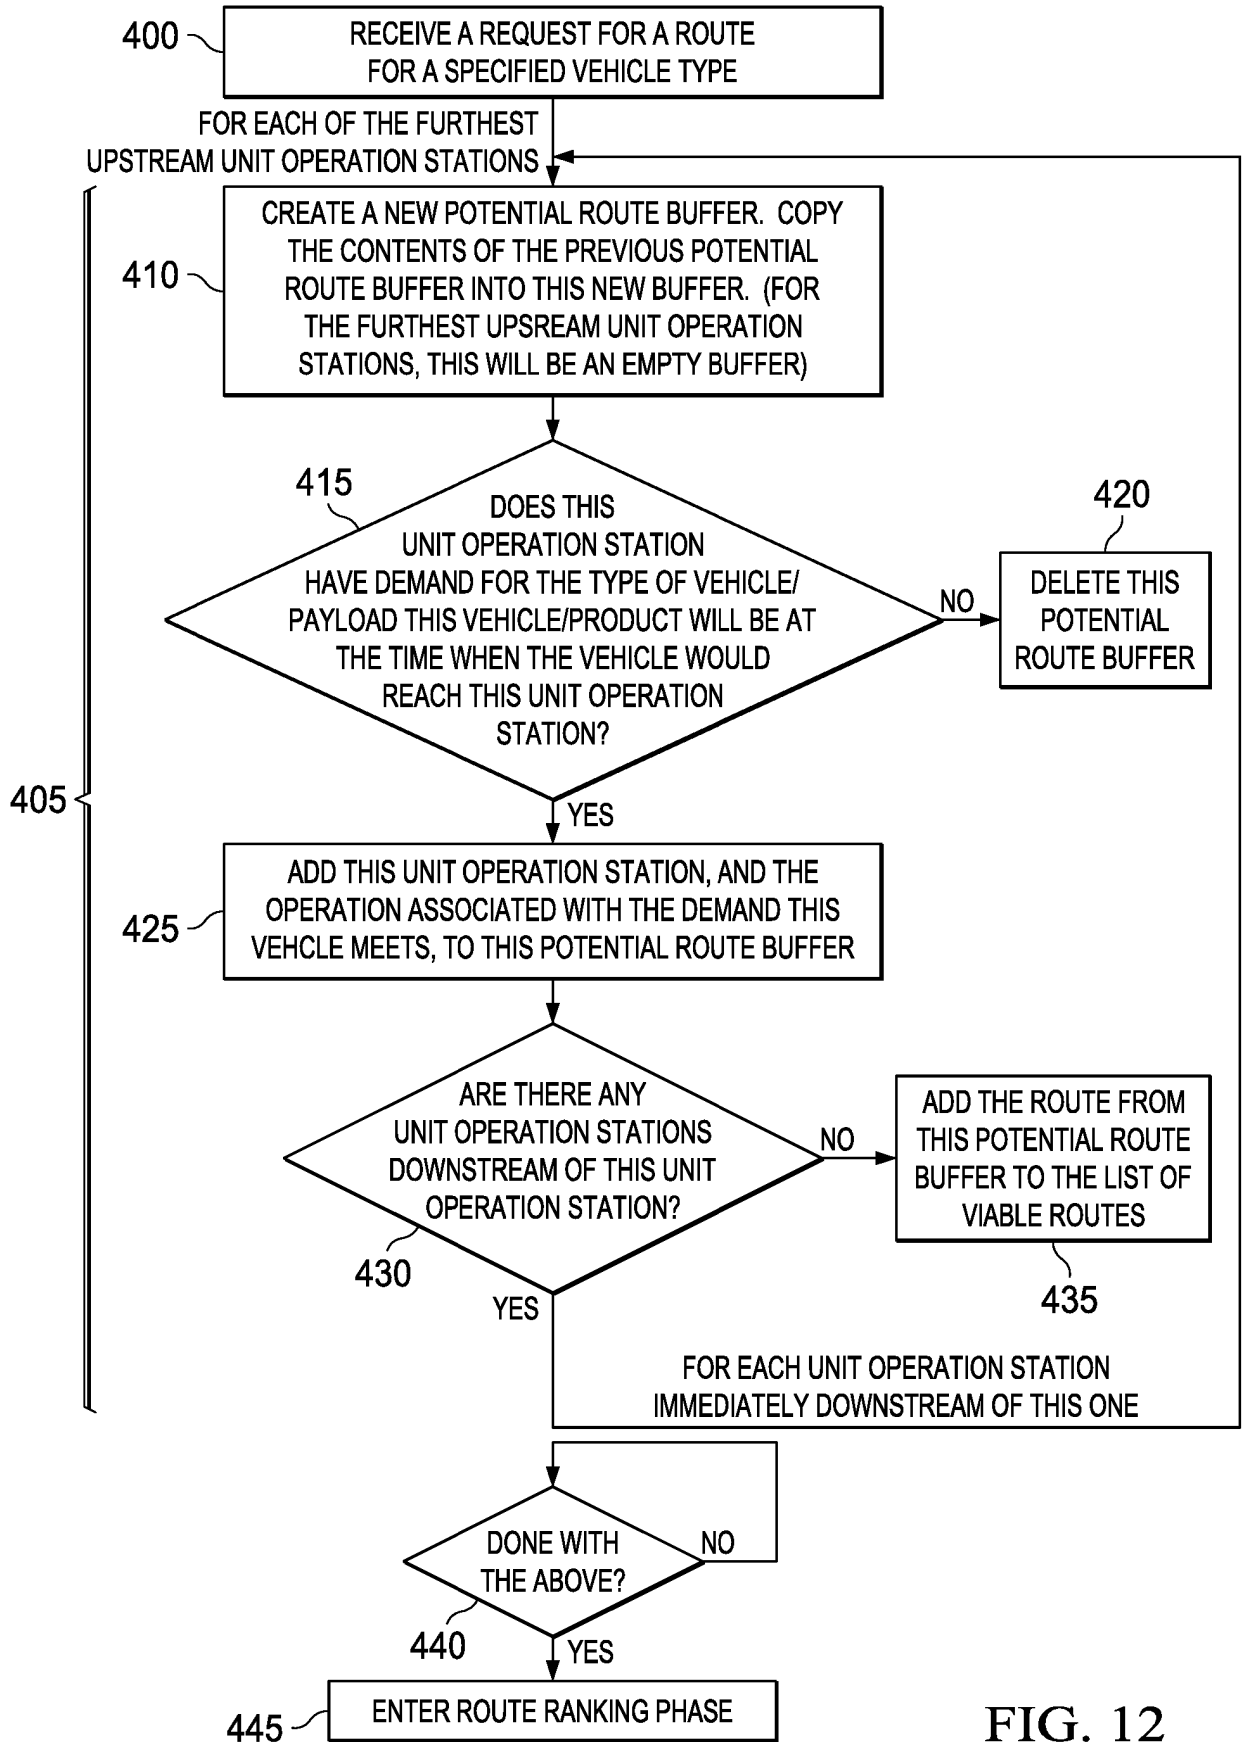 400
RECEIVE A REQUEST FOR A ROUTE
FOR A SPECIFIED VEHICLE TYPE
FOR EACH OF THE FURTHEST
UPSTREAM UNIT OPERATION STATIONS
405
410
CREATE A NEW POTENTIAL ROUTE BUFFER. COPY
THE CONTENTS OF THE PREVIOUS POTENTIAL
ROUTE BUFFER INTO THIS NEW BUFFER. (FOR
THE FURTHEST UPSREAM UNIT OPERATION
STATIONS, THIS WILL BE AN EMPTY BUFFER)
415
DOES THIS
UNIT OPERATION STATION
HAVE DEMAND FOR THE TYPE OF VEHICLE/
PAYLOAD THIS VEHICLE/PRODUCT WILL BE AT
THE TIME WHEN THE VEHICLE WOULD
REACH THIS UNIT OPERATION
STATION?
NO
420
DELETE THIS
POTENTIAL
ROUTE BUFFER
YES
425
ADD THIS UNIT OPERATION STATION, AND THE
OPERATION ASSOCIATED WITH THE DEMAND THIS
VEHCLE MEETS, TO THIS POTENTIAL ROUTE BUFFER
ARE THERE ANY
UNIT OPERATION STATIONS
DOWNSTREAM OF THIS UNIT
OPERATION STATION?
430
NO
ADD THE ROUTE FROM
THIS POTENTIAL ROUTE
BUFFER TO THE LIST OF
VIABLE ROUTES
435
YES
FOR EACH UNIT OPERATION STATION
IMMEDIATELY DOWNSTREAM OF THIS ONE
DONE WITH
THE ABOVE?
NO
440
YES
445
ENTER ROUTE RANKING PHASE
FIG. 12